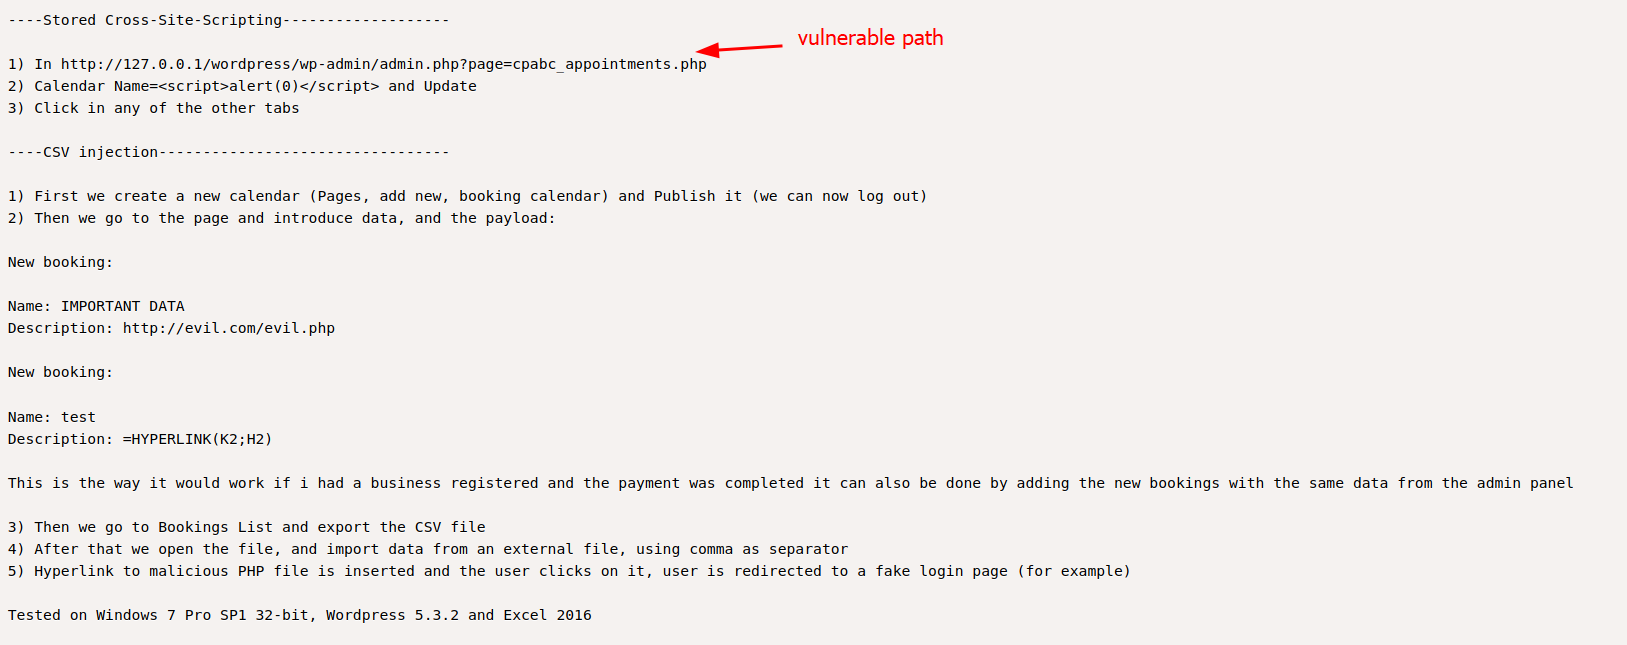 ----Stored Cross-Site-Scripting-------------------
vulnerable path
1) In http://127.0.0.1/wordpress/wp-admin/admin.php?page=cpabc_appointments.php
2) Calendar Name=<script>alert(0)</script> and Update
3) Click in any of the other tabs
----CSV injection---------------------------------
1) First we create a new calendar (Pages, add new, booking calendar) and Publish it (we can now log out)
2) Then we go to the page and introduce data, and the payload:
New booking:
Name: IMPORTANT DATA
Description: http://evil.com/evil.php
New booking:
Name: test
Description: =HYPERLINK(K2;H2)
This is the way it would work if i had a business registered and the payment was completed it can also be done by adding the new bookings with the same data from the admin panel
3) Then we go to Bookings List and export the CSV file
4) After that we open the file, and import data from an external file, using comma as separator
5) Hyperlink to malicious PHP file is inserted and the user clicks on it, user is redirected to a fake login page (for example)
Tested on Windows 7 Pro SP1 32-bit, Wordpress 5.3.2 and Excel 2016